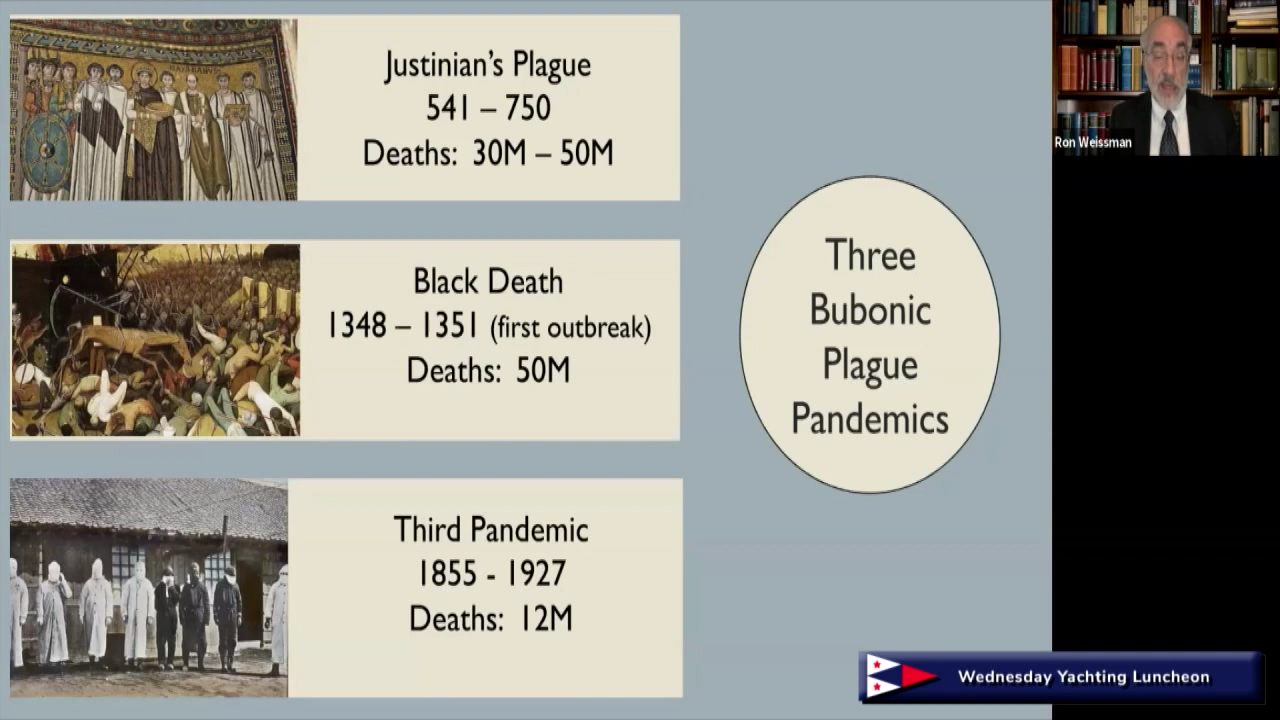 Justinian's Plague
541 – 750
Deaths: 30M – 50M
Black Death
1348 – 1351 (first outbreak)
Deaths: 50M
Third Pandemic
1855 - 1927
Deaths: 12M
Three
Bubonic
Plague
Pandemics
Ron Weissman
Wednesday Yachting Luncheon